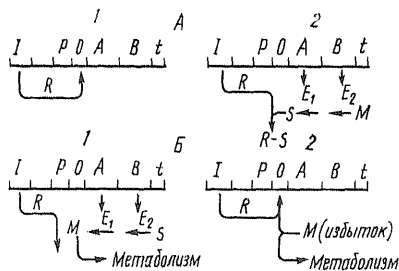 1 А 2
I P O A B t
R
I P O A B t
R E₁ E₂
S M
R-S
1 Б 2
I P O A B t
R E₁ E₂
M S
Метаболизм
I P O A B t
R
M (избыток)
Метаболизм